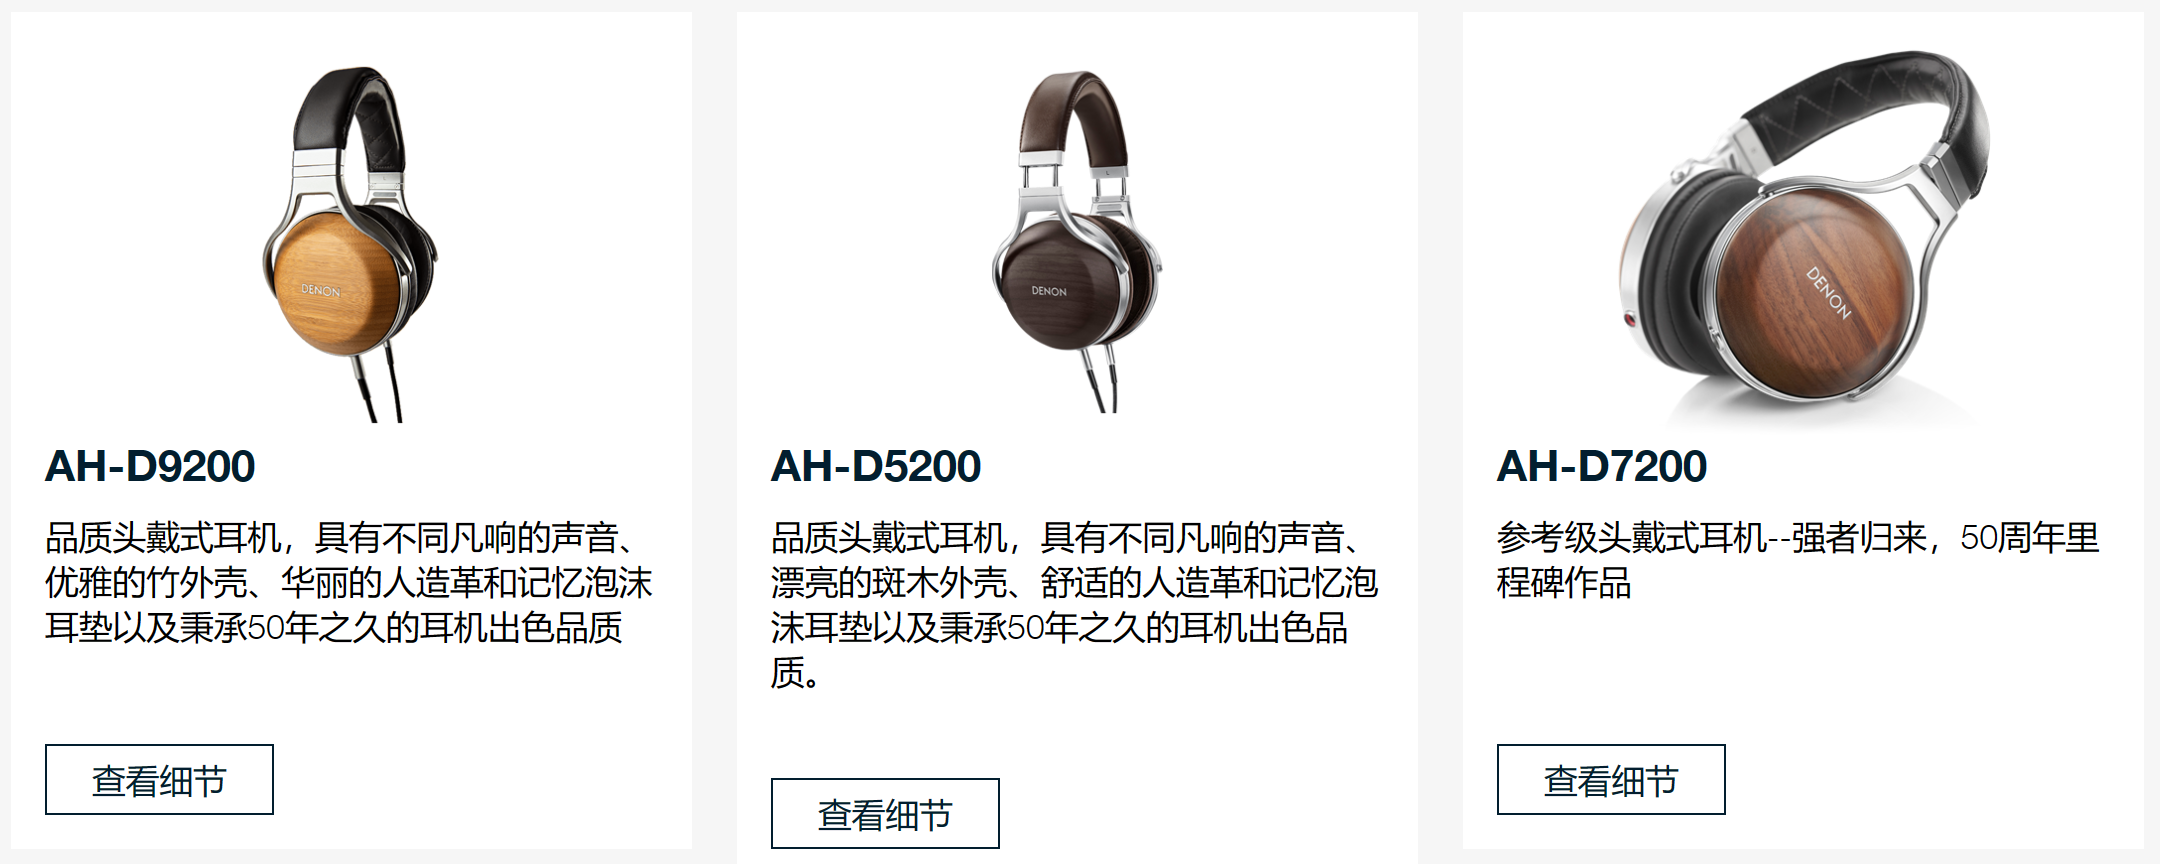 DENON
AH-D9200
品质头戴式耳机，具有不同凡响的声音、
优雅的竹外壳、华丽的人造革和记忆泡沫
耳垫以及秉承50年之久的耳机出色品质
查看细节
DENON
AH-D5200
品质头戴式耳机，具有不同凡响的声音、
漂亮的斑木外壳、舒适的人造革和记忆泡
沫耳垫以及秉承50年之久的耳机出色品
质。
查看细节
DENON
AH-D7200
参考级头戴式耳机--强者归来，50周年里
程碑作品
查看细节